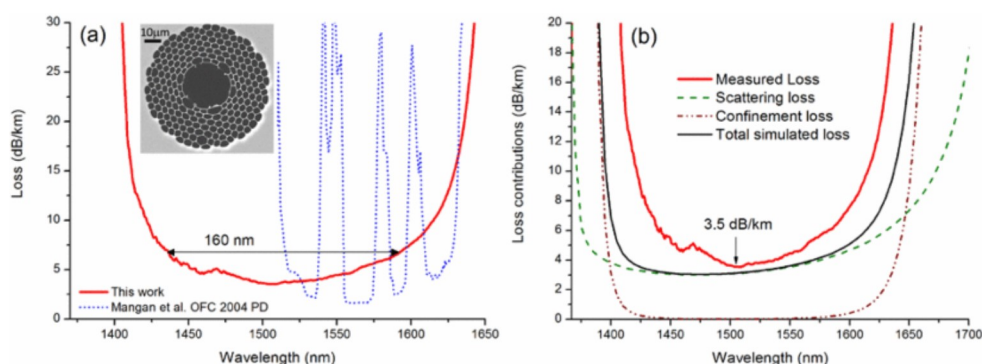 (a)
10μm
160 nm
This work
Mangan et al. OFC 2004 PD
Loss (dB/km)
30
25
20
15
10
5
0
1400
1450
1500
1550
1600
1650
Wavelength (nm)
(b)
Measured Loss
Scattering loss
Confinement loss
Total simulated loss
3.5 dB/km
Loss contributions (dB/km)
20
18
16
14
12
10
8
6
4
2
0
1400
1450
1500
1550
1600
1650
1700
Wavelength (nm)